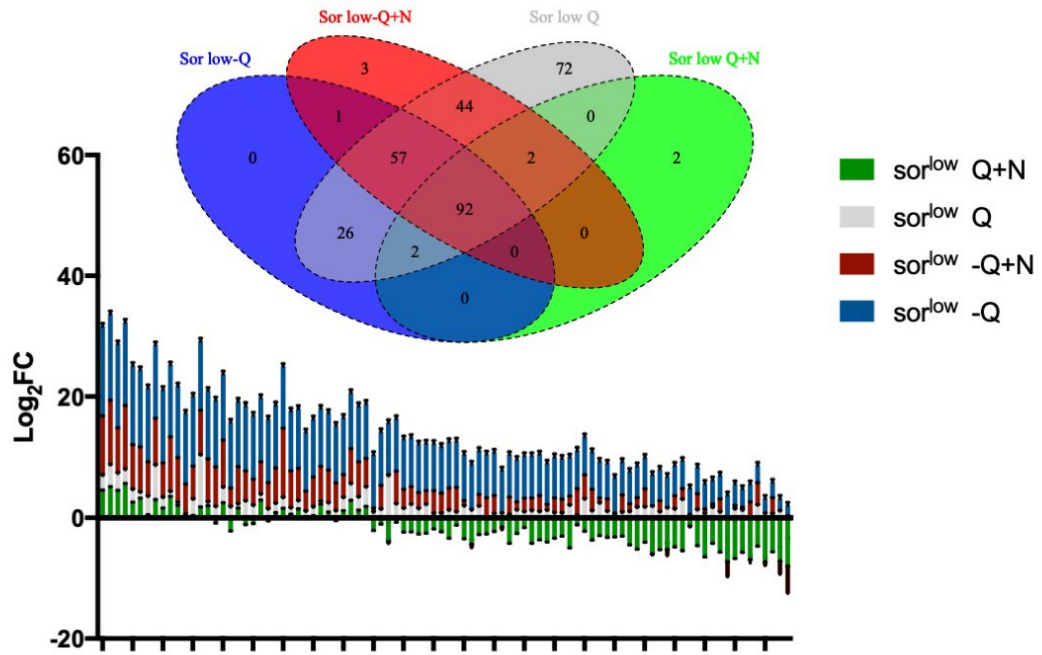 Sor low-Q+N
Sor low Q
Sor low-Q
Sor low Q+N
3
72
1
44
0
0
57
2
2
92
26
2
0
0
0
60
40
20
0
-20
Log₂FC
sorˡᵒʷ Q+N
sorˡᵒʷ Q
sorˡᵒʷ -Q+N
sorˡᵒʷ -Q